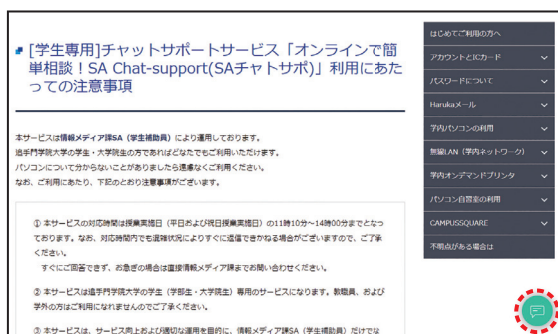 [学生専用]チャットサポートサービス「オンラインで簡
単相談！SA Chat-support(SAチャットサポ)」利用にあた
っての注意事項
本サービスは情報メディア課SA（学生補助員）により運用しております。
追手門学院大学の学生・大学院生の方であればどなたでもご利用いただけます。
パソコンについて分からないことがありましたら遠慮なくご利用ください。
なお、ご利用にあたり、下記のとおり注意事項がございます。
① 本サービスの対応時間は授業実施日（平日および祝日授業実施日）の11時10分～14時00分までとなっ
ております。なお、対応時間内でも混雑状況によりすぐに返信できかねる場合がございますので、ご了承
ください。
すぐにご回答できず、お急ぎの場合は直接情報メディア課までお問い合わせください。
② 本サービスは追手門学院大学の学生（学部生・大学院生）専用のサービスになります。教職員、および
学外の方はご利用になれませんのでご了承ください。
③ 本サービスは、サービス向上および適切な運用を目的に、情報メディア課SA（学生補助員）だけでな
はじめてご利用の方へ
アカウントとICカード
パスワードについて
Harukaメール
学内パソコンの利用
無線LAN（学内ネットワーク）
学内オンデマンドプリンタ
パソコン自習室の利用
CAMPUSSQUARE
不明点がある場合は